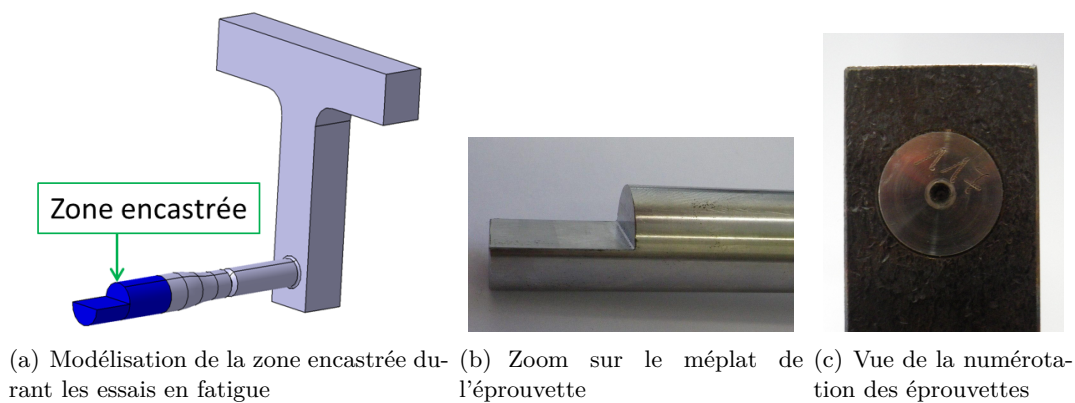 Zone encastrée
(a) Modélisation de la zone encastrée du-
rant les essais en fatigue
(b) Zoom sur le méplat de
l'éprouvette
(c) Vue de la numérota-
tion des éprouvettes